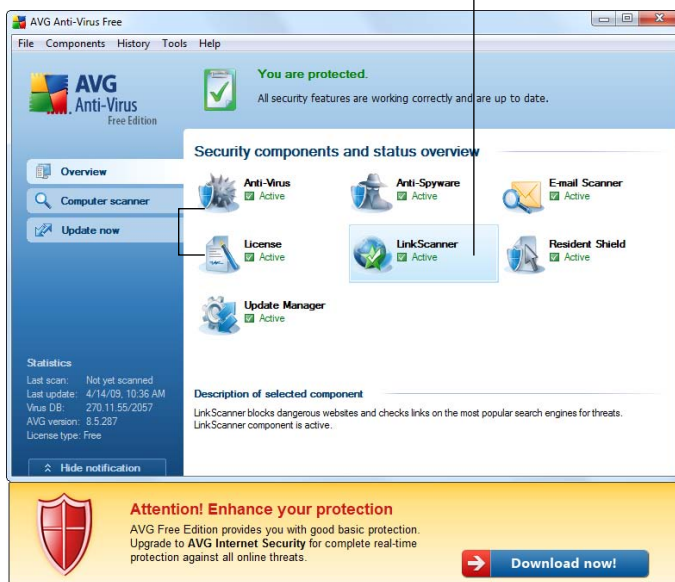 AVG Anti-Virus Free
File Components History Tools Help
AVG
Anti-Virus
Free Edition
You are protected.
All security features are working correctly and are up to date.
Overview
Computer scanner
Update now
Security components and status overview
Anti-Virus
Active
Anti-Spyware
Active
E-mail Scanner
Active
License
Active
LinkScanner
Active
Resident Shield
Active
Update Manager
Active
Statistics
Last scan: Not yet scanned
Last update: 4/14/09, 10:36 AM
Virus DB: 270.11.55/2057
AVG version: 8.5.287
License type: Free
Hide notification
Description of selected component
LinkScanner blocks dangerous websites and checks links on the most popular search engines for threats.
LinkScanner component is active.
Attention! Enhance your protection
AVG Free Edition provides you with good basic protection.
Upgrade to AVG Internet Security for complete real-time
protection against all online threats.
Download now!